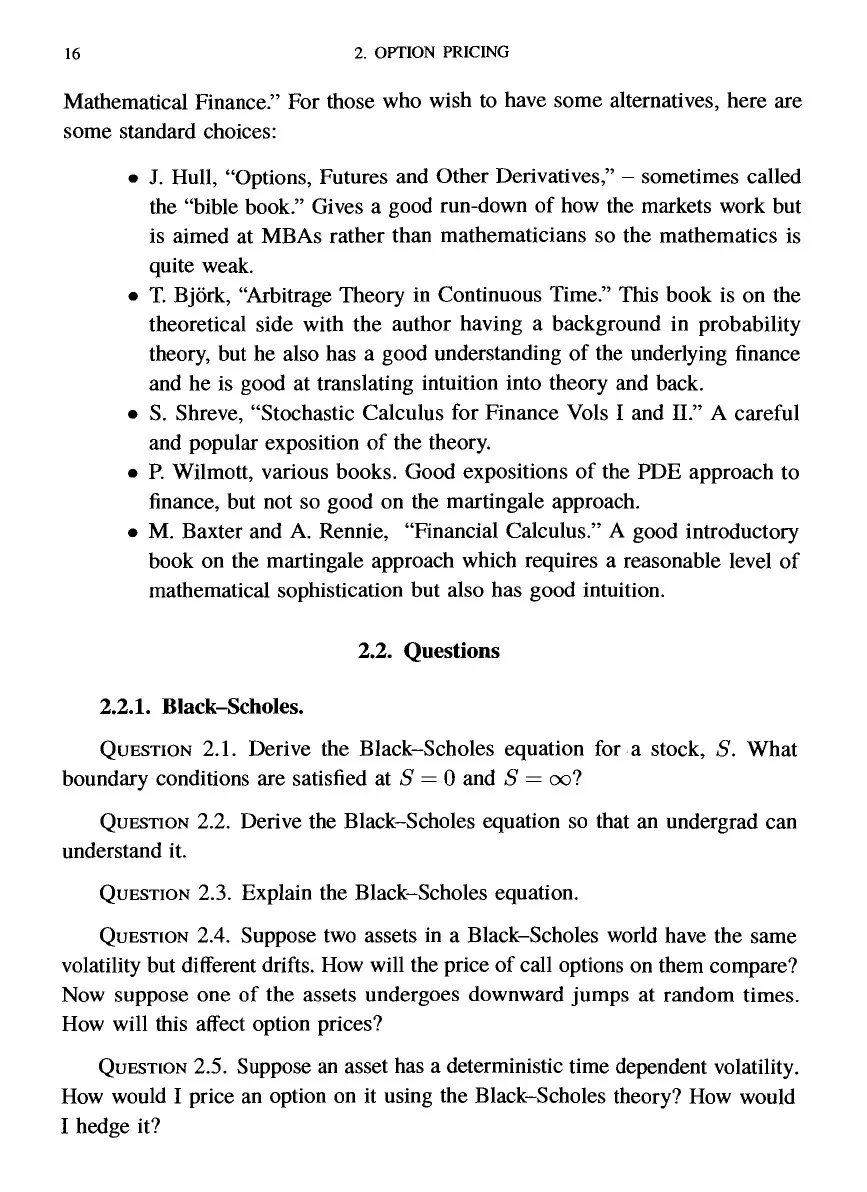 16
2. OPTION PRICING
Mathematical Finance.” For those who wish to have some alternatives, here are
some standard choices:
• J. Hull, “Options, Futures and Other Derivatives,” – sometimes called
the “bible book.” Gives a good run-down of how the markets work but
is aimed at MBAs rather than mathematicians so the mathematics is
quite weak.
• T. Björk, “Arbitrage Theory in Continuous Time.” This book is on the
theoretical side with the author having a background in probability
theory, but he also has a good understanding of the underlying finance
and he is good at translating intuition into theory and back.
• S. Shreve, “Stochastic Calculus for Finance Vols I and II.” A careful
and popular exposition of the theory.
• P. Wilmott, various books. Good expositions of the PDE approach to
finance, but not so good on the martingale approach.
• M. Baxter and A. Rennie, “Financial Calculus.” A good introductory
book on the martingale approach which requires a reasonable level of
mathematical sophistication but also has good intuition.
2.2. Questions
2.2.1. Black–Scholes.
QUESTION 2.1. Derive the Black–Scholes equation for a stock, S. What
boundary conditions are satisfied at S = 0 and S = ∞?
QUESTION 2.2. Derive the Black–Scholes equation so that an undergrad can
understand it.
QUESTION 2.3. Explain the Black–Scholes equation.
QUESTION 2.4. Suppose two assets in a Black–Scholes world have the same
volatility but different drifts. How will the price of call options on them compare?
Now suppose one of the assets undergoes downward jumps at random times.
How will this affect option prices?
QUESTION 2.5. Suppose an asset has a deterministic time dependent volatility.
How would I price an option on it using the Black–Scholes theory? How would
I hedge it?